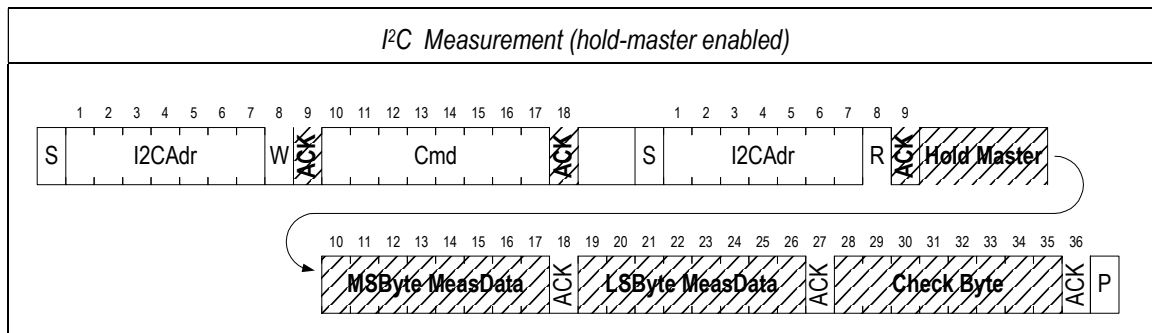 I²C Measurement (hold-master enabled)
1 2 3 4 5 6 7 8 9 10 11 12 13 14 15 16 17 18 1 2 3 4 5 6 7 8 9
S I2CAdr W ACK Cmd ACK S I2CAdr R ACK Hold Master
10 11 12 13 14 15 16 17 18 19 20 21 22 23 24 25 26 27 28 29 30 31 32 33 34 35 36
MSByte MeasData ACK LSByte MeasData ACK Check Byte ACK P